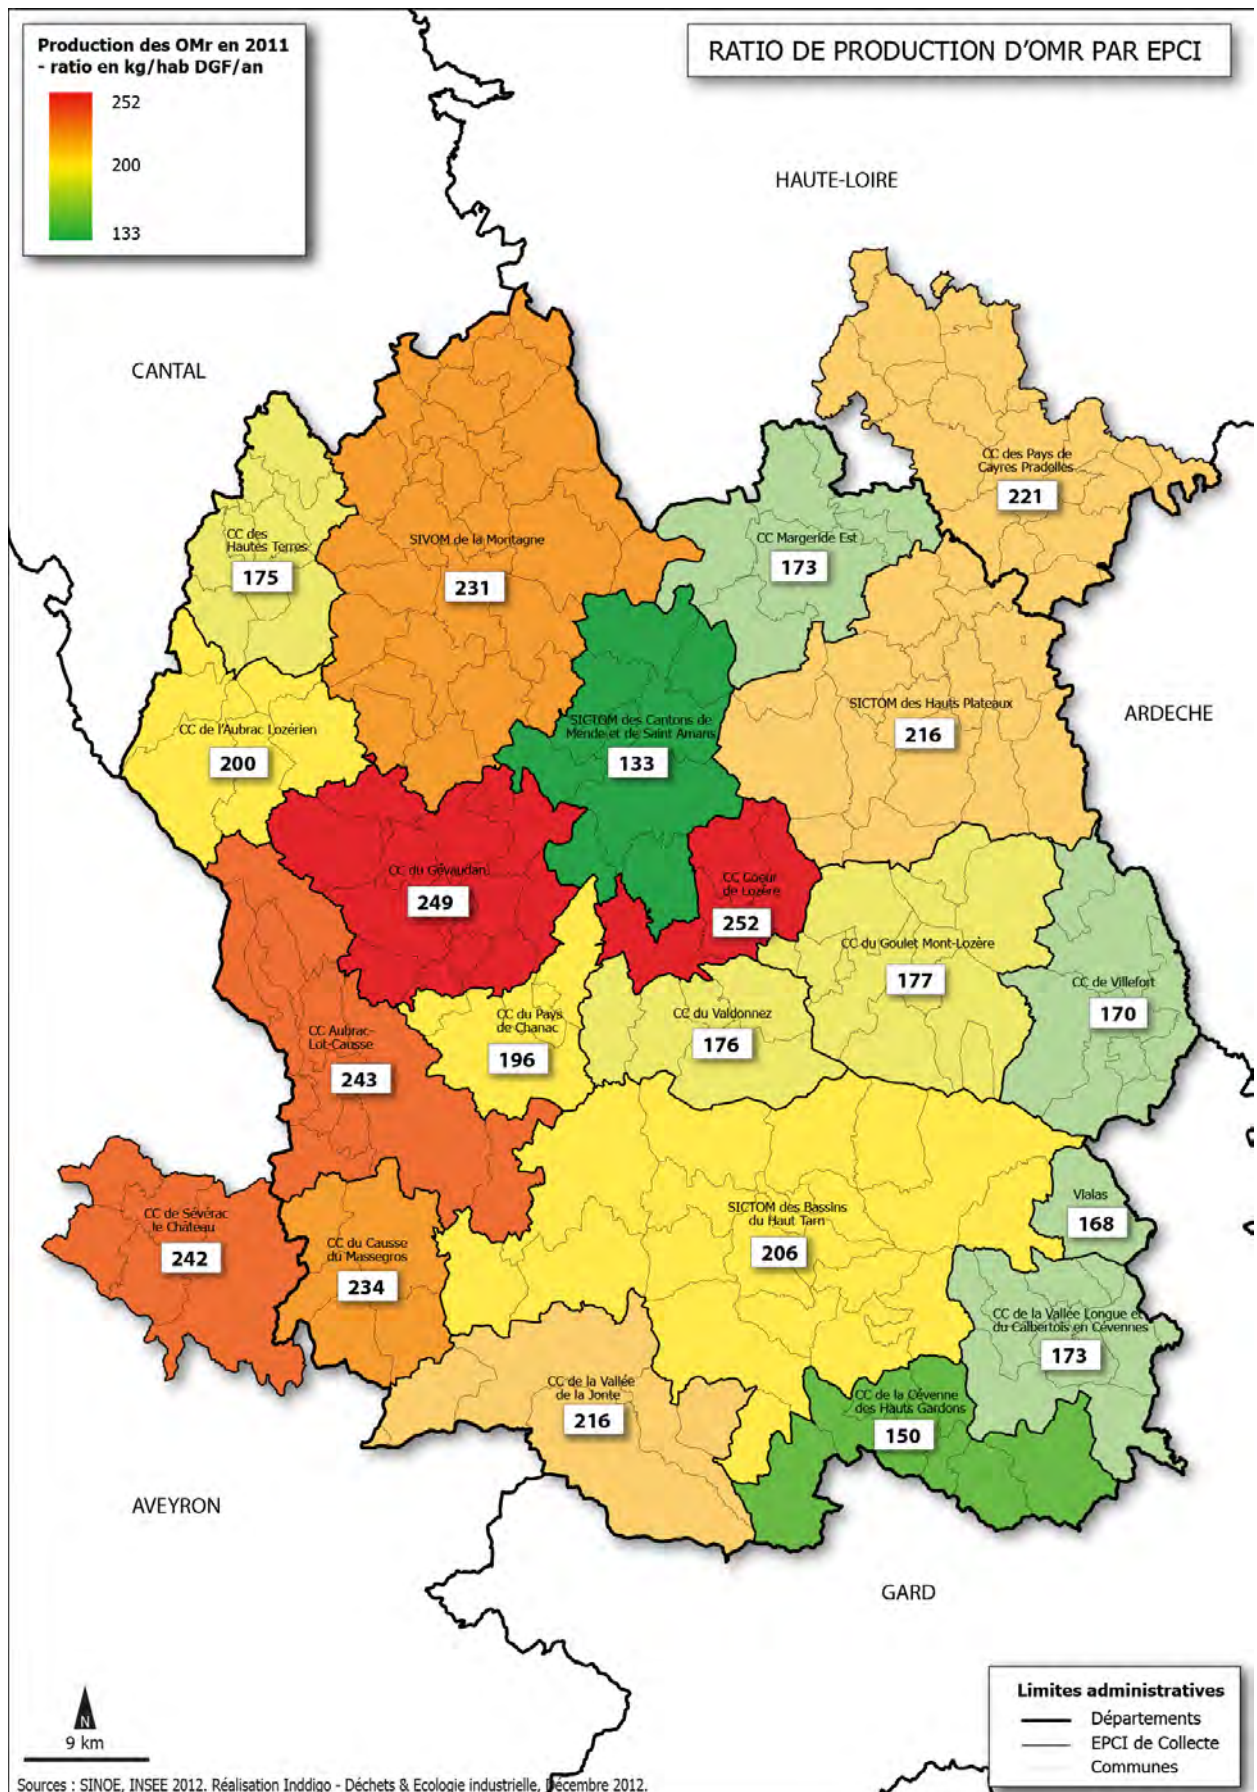 Production des OMr en 2011
- ratio en kg/hab DGF/an
252
200
133
RATIO DE PRODUCTION D'OMR PAR EPCI
HAUTE-LOIRE
CANTAL
CC des Pays de
Cayres Pradelles
221
CC des
Hautes Terres
175
SIVOM de la Montagne
231
CC Margeride Est
173
SICTOM des Hauts Plateaux
216
ARDECHE
CC de l'Aubrac Lozérien
200
SICTOM des Cantons de
Mende et de Saint Amans
133
CC du Gévaudan
249
CC Coeur
de Lozère
252
CC du Goulet Mont-Lozère
177
CC de Villefort
170
CC du Pays
de Chanac
196
CC du Valdonnez
176
CC Aubrac-
Lot-Causse
243
CC de Sévérac
le Château
242
CC du Causse
du Massegros
234
SICTOM des Bassins
du Haut Tarn
206
Vialas
168
CC de la Vallée Longue et
du Calbertois en Cévennes
173
CC de la Vallée
de la Jonte
216
CC de la Cévenne
des Hauts Gardons
150
AVEYRON
GARD
N
9 km
Limites administratives
Départements
EPCI de Collecte
Communes
Sources : SINOE, INSEE 2012. Réalisation Inddigo - Déchets & Ecologie industrielle, Décembre 2012.